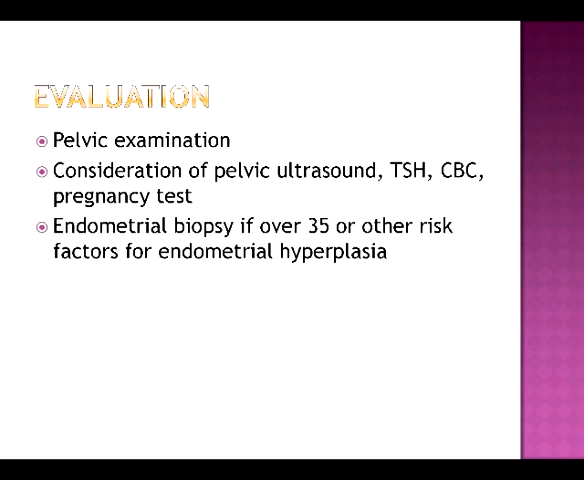 EVALUATION
Pelvic examination
Consideration of pelvic ultrasound, TSH, CBC,
pregnancy test
Endometrial biopsy if over 35 or other risk
factors for endometrial hyperplasia